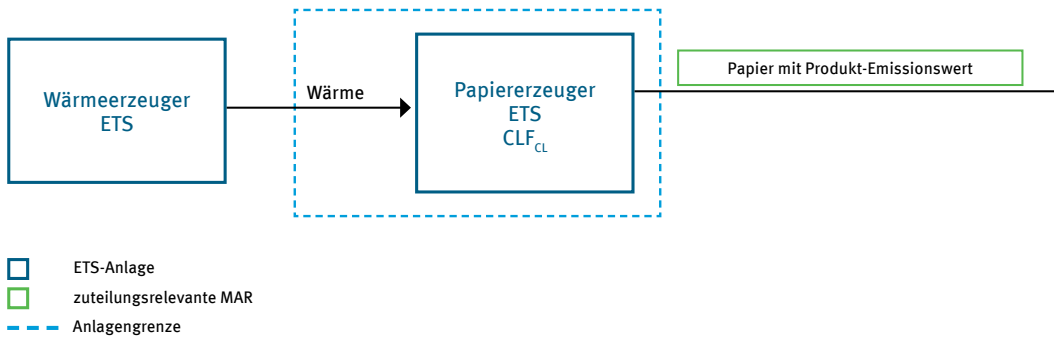 Wärmeerzeuger
ETS
Wärme
Papiererzeuger
ETS
CLF_CL
Papier mit Produkt-Emissionswert
ETS-Anlage
zuteilungsrelevante MAR
Anlagengrenze